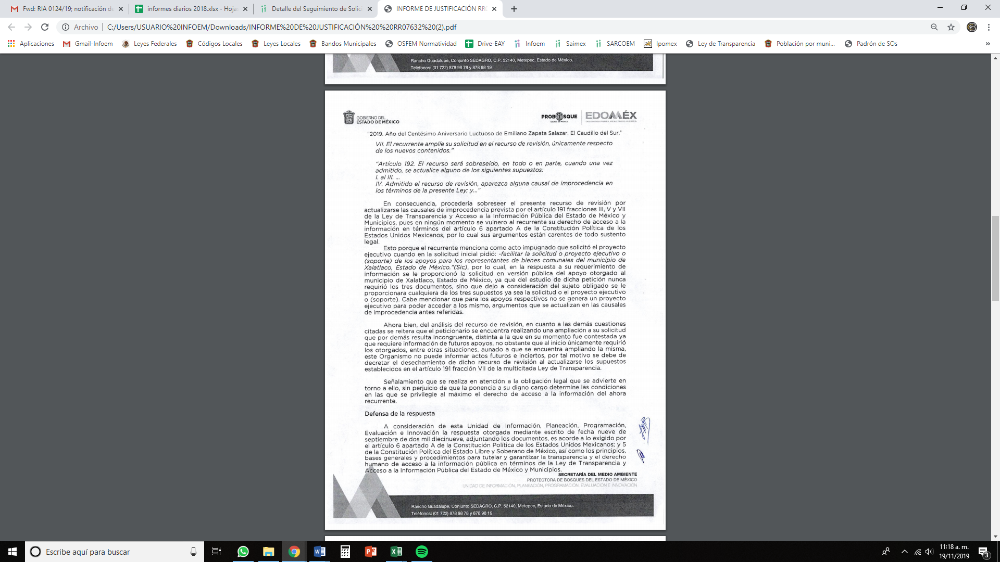 Fwd: RIA 0124/19; notificación de
informes diarios 2018.xlsx - Hoja
Detalle del Seguimiento de Solici
INFORME DE JUSTIFICACIÓN RR0
Archivo
C:/Users/USUARIO%20INFOEM/Downloads/INFORME%20DE%20JUSTIFICACIÓN%20%20RR07632%20(2).pdf
Aplicaciones
Gmail-Infoem
Leyes Federales
Códigos Locales
Leyes Locales
Bandos Municipales
OSFEM Normatividad
Drive-EAY
Infoem
Saimex
SARCOEM
Ipomex
Ley de Transparencia
Población por muni...
Padrón de SOs
»
Rancho Guadalupe, Conjunto SEDAGRO, C.P. 52140, Metepec, Estado de México.
Teléfonos: (01 722) 878 98 78 y 878 98 19
GOBIERNO DEL
ESTADO DE MÉXICO
PROBOSQUE
Estado de México
EDOMÉX
DECISIONES FIRMES, RESULTADOS FUERTES
“2019. Año del Centésimo Aniversario Luctuoso de Emiliano Zapata Salazar. El Caudillo del Sur.”
VII. El recurrente amplíe su solicitud en el recurso de revisión, únicamente respecto
de los nuevos contenidos.”
“Artículo 192. El recurso será sobreseído, en todo o en parte, cuando una vez
admitido, se actualice alguno de los siguientes supuestos:
I. al III. ...
IV. Admitido el recurso de revisión, aparezca alguna causal de improcedencia en
los términos de la presente Ley; y...”
En consecuencia, procedería sobreseer el presente recurso de revisión por
actualizarse las causales de improcedencia prevista por el artículo 191 fracciones III, V y VII
de la Ley de Transparencia y Acceso a la Información Pública del Estado de México y
Municipios, pues en ningún momento se vulnero al recurrente su derecho de acceso a la
información en términos del artículo 6 apartado A de la Constitución Política de los
Estados Unidos Mexicanos, por lo cual sus argumentos están carentes de todo sustento
legal.
Esto porque el recurrente menciona como acto impugnado que solicitó el proyecto
ejecutivo cuando en la solicitud inicial pidió: -facilitar la solicitud o proyecto ejecutivo o
(soporte) de los apoyos para los representantes de bienes comunales del municipio de
Xalatlaco, Estado de México.”(Sic), por lo cual, en la respuesta a su requerimiento de
información se le proporcionó la solicitud en versión pública del apoyo otorgado al
municipio de Xalatlaco, Estado de México, ya que del estudio de dicha petición nunca
requirió los tres documentos, sino que dejo a consideración del sujeto obligado se le
proporcionara cualquiera de los tres supuestos ya sea la solicitud o el proyecto ejecutivo
o (soporte). Cabe mencionar que para los apoyos respectivos no se genera un proyecto
ejecutivo para poder acceder a los mismo, argumentos que se actualizan en las causales
de improcedencia antes referidas.
Ahora bien, del análisis del recurso de revisión, en cuanto a las demás cuestiones
citadas se reitera que el peticionario se encuentra realizando una ampliación a su solicitud
que por demás resulta incongruente, distinta a la que en su momento fue contestada ya
que requiere información de futuros apoyos, no obstante que al inicio únicamente requirió
los otorgados, entre otras situaciones, aunado a que se encuentra ampliando la misma,
este Organismo no puede informar actos futuros e inciertos, por tal motivo se debe de
decretar el desechamiento de dicho recurso de revisión al actualizarse los supuestos
establecidos en el artículo 191 fracción VII de la multicitada Ley de Transparencia.
Señalamiento que se realiza en atención a la obligación legal que se advierte en
torno a ello, sin perjuicio de que la ponencia a su digno cargo determine las condiciones
en las que se privilegie al máximo el derecho de acceso a la información del ahora
recurrente.
Defensa de la respuesta
A consideración de esta Unidad de Información, Planeación, Programación,
Evaluación e Innovación la respuesta otorgada mediante escrito de fecha nueve de
septiembre de dos mil diecinueve, adjuntando los documentos, es acorde a lo exigido por
el artículo 6 apartado A de la Constitución Política de los Estados Unidos Mexicanos; y 5
de la Constitución Política del Estado Libre y Soberano de México, así como los principios,
bases generales y procedimientos para tutelar y garantizar la transparencia y el derecho
humano de acceso a la información pública en términos de la Ley de Transparencia y
Acceso a la Información Pública del Estado de México y Municipios.
SECRETARÍA DEL MEDIO AMBIENTE
PROTECTORA DE BOSQUES DEL ESTADO DE MÉXICO
UNIDAD DE INFORMACIÓN, PLANEACIÓN, PROGRAMACIÓN, EVALUACIÓN E INNOVACIÓN
Rancho Guadalupe, Conjunto SEDAGRO, C.P. 52140, Metepec, Estado de México.
Teléfonos: (01 722) 878 98 78 y 878 98 19
Escribe aquí para buscar
11:18 a. m.
19/11/2019
3